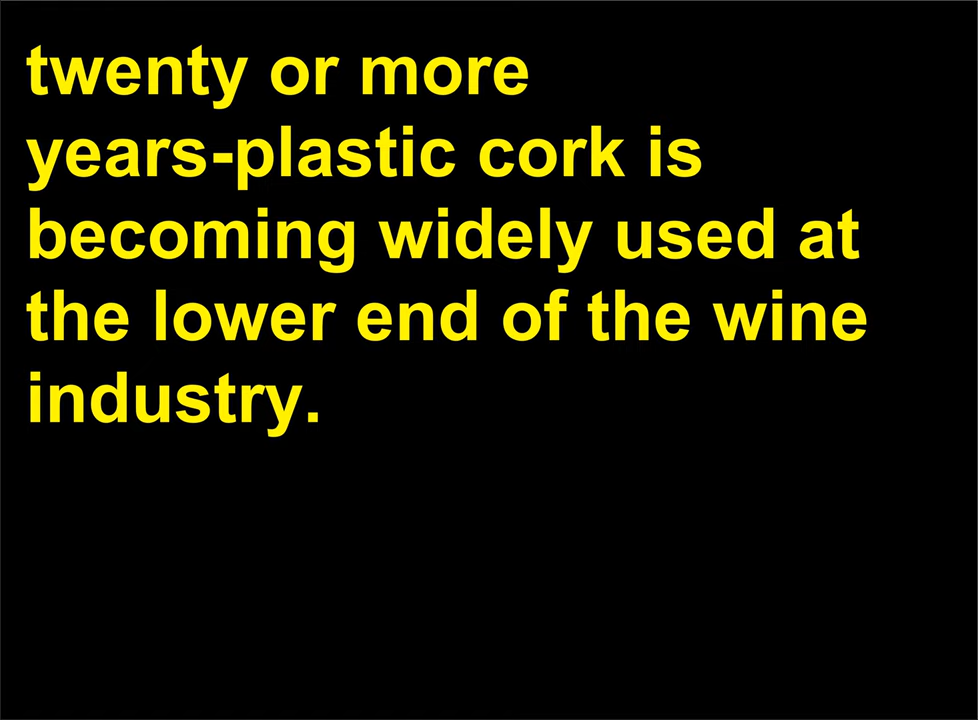 twenty or more
years-plastic cork is
becoming widely used at
the lower end of the wine
industry.